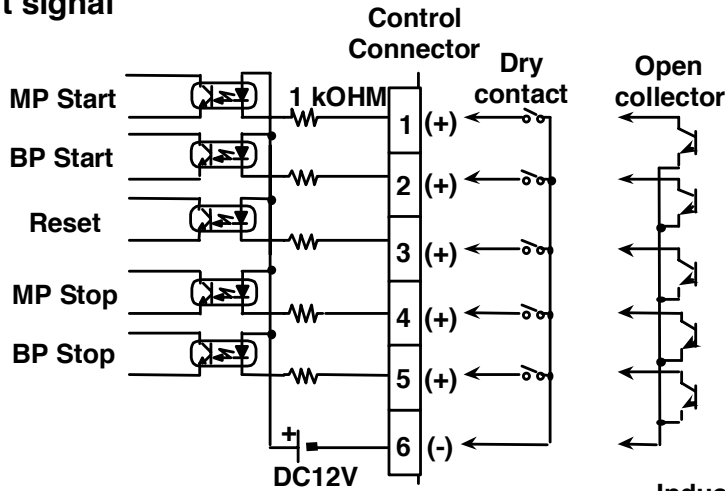 t signal
Control
Connector
Dry
contact
Open
collector
1 kOHM
MP Start
1 (+)
BP Start
2 (+)
Reset
3 (+)
MP Stop
4 (+)
BP Stop
5 (+)
+
6 (-)
DC12V
Indus